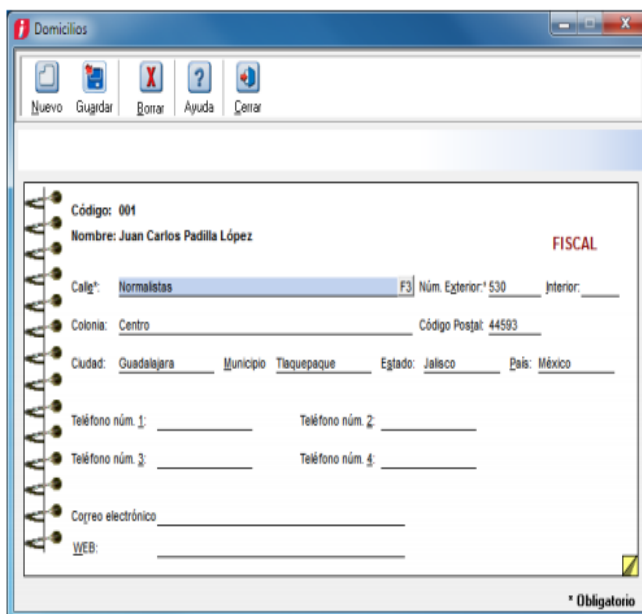 Domicilios
Nuevo Guardar Borrar Ayuda Cerrar
Código: 001
Nombre: Juan Carlos Padilla López
FISCAL
Calle*: Normalistas F3 Núm. Exterior:* 530 Interior:
Colonia: Centro Código Postal: 44593
Ciudad: Guadalajara Municipio Tlaquepaque Estado: Jalisco País: México
Teléfono núm. 1: Teléfono núm. 2:
Teléfono núm. 3: Teléfono núm. 4:
Correo electrónico
WEB:
* Obligatorio